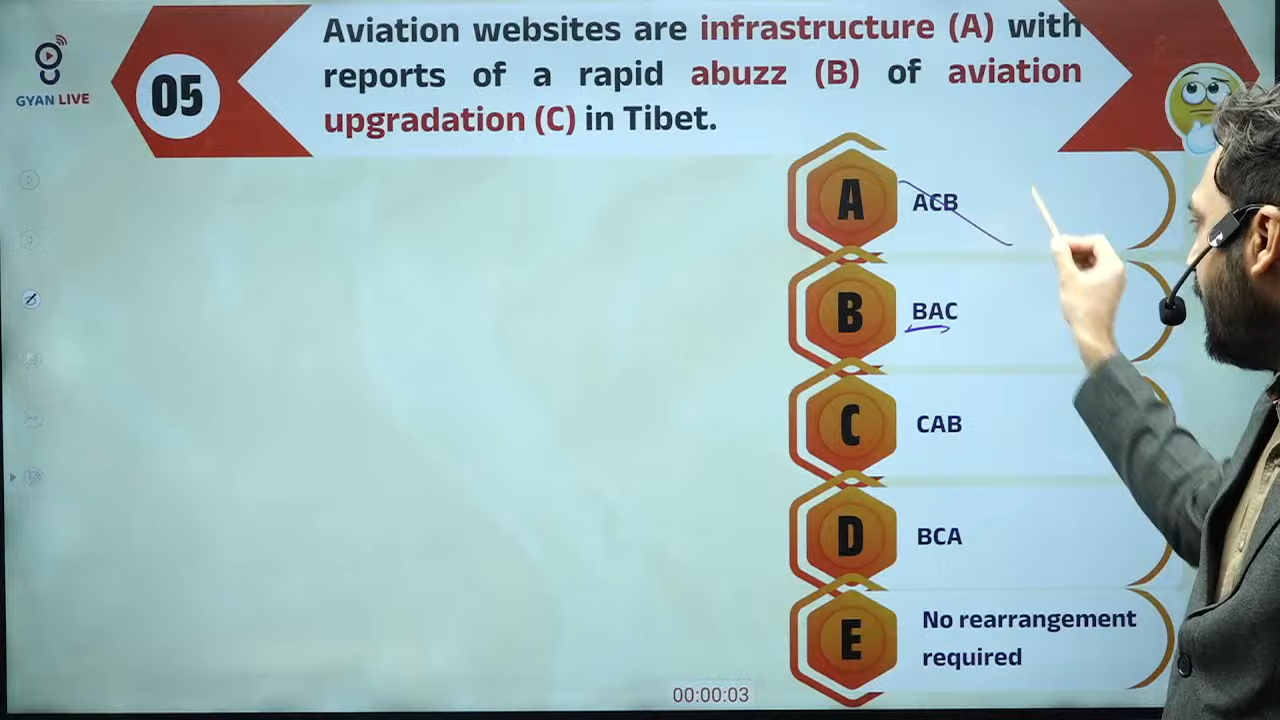 GYAN LIVE
05
Aviation websites are infrastructure (A) with
reports of a rapid abuzz (B) of aviation
upgradation (C) in Tibet.
A
ACB
B
BAC
C
CAB
D
BCA
E
No rearrangement
required
00:00:03